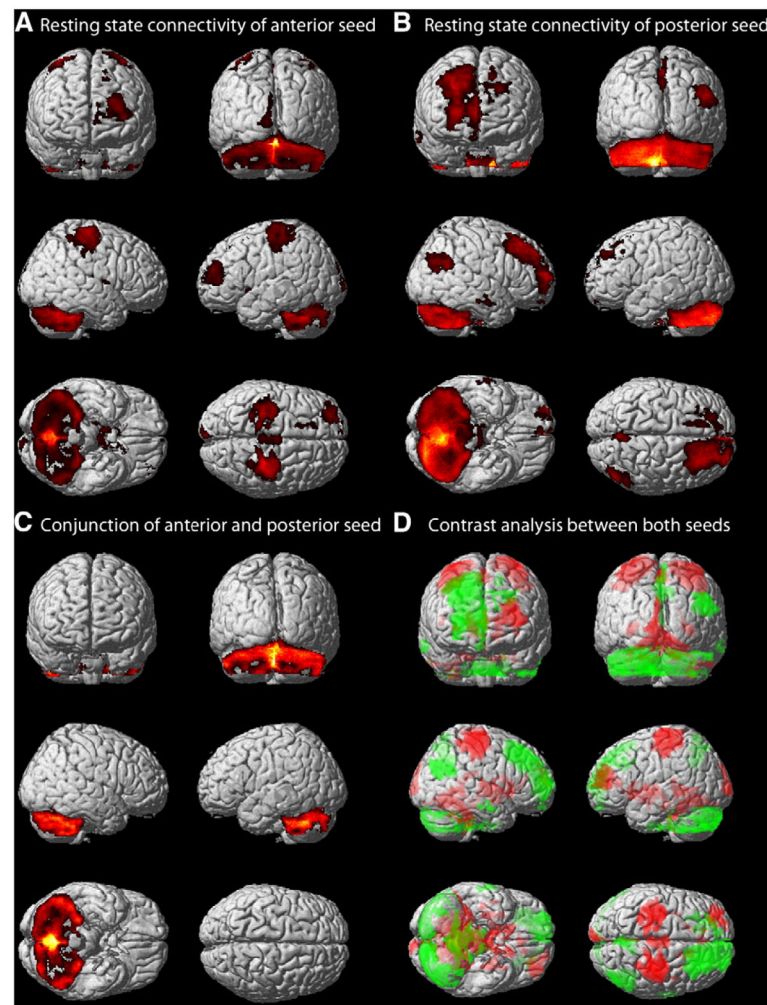 A Resting state connectivity of anterior seed
B Resting state connectivity of posterior seed
C Conjunction of anterior and posterior seed
D Contrast analysis between both seeds